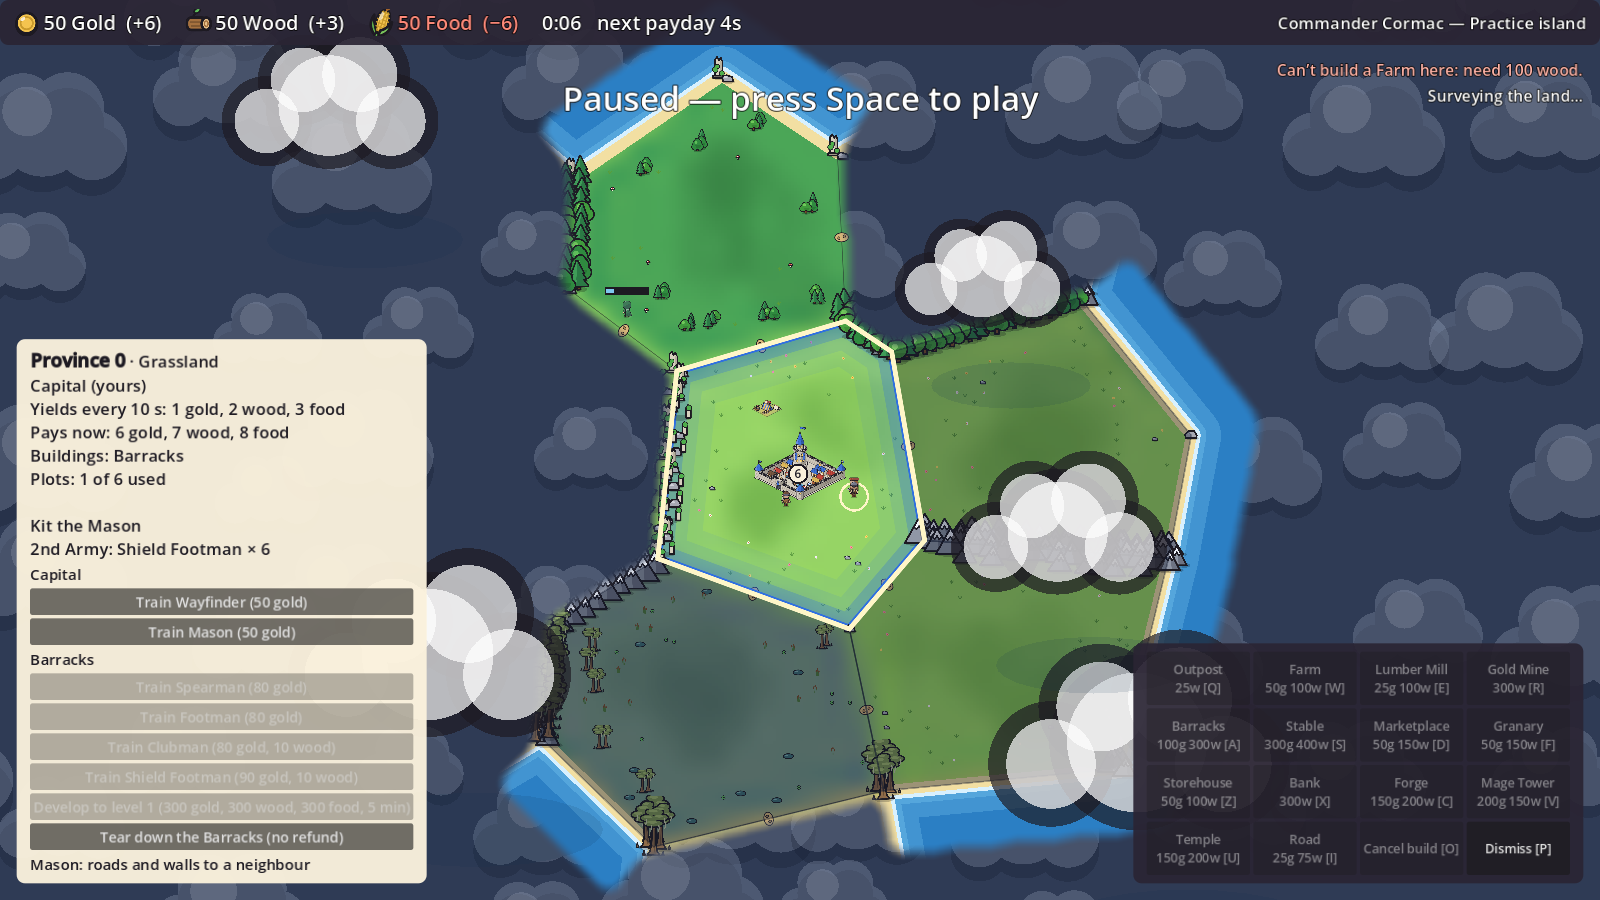 50 Gold (+6) 50 Wood (+3) 50 Food (−6) 0:06 next payday 4s
Commander Cormac — Practice island
Can't build a Farm here: need 100 wood.
Surveying the land...
Paused — press Space to play
6
Province 0 · Grassland
Capital (yours)
Yields every 10 s: 1 gold, 2 wood, 3 food
Pays now: 6 gold, 7 wood, 8 food
Buildings: Barracks
Plots: 1 of 6 used
Kit the Mason
2nd Army: Shield Footman × 6
Capital
Train Wayfinder (50 gold)
Train Mason (50 gold)
Barracks
Train Spearman (80 gold)
Train Footman (80 gold)
Train Clubman (80 gold, 10 wood)
Train Shield Footman (90 gold, 10 wood)
Develop to level 1 (300 gold, 300 wood, 300 food, 5 min)
Tear down the Barracks (no refund)
Mason: roads and walls to a neighbour
Outpost Farm Lumber Mill Gold Mine
25w [Q] 50g 100w [W] 25g 100w [E] 300w [R]
Barracks Stable Marketplace Granary
100g 300w [A] 300g 400w [S] 50g 150w [D] 50g 150w [F]
Storehouse Bank Forge Mage Tower
50g 100w [Z] 300w [X] 150g 200w [C] 200g 150w [V]
Temple Road Cancel build [O] Dismiss [P]
150g 200w [U] 25g 75w [I]